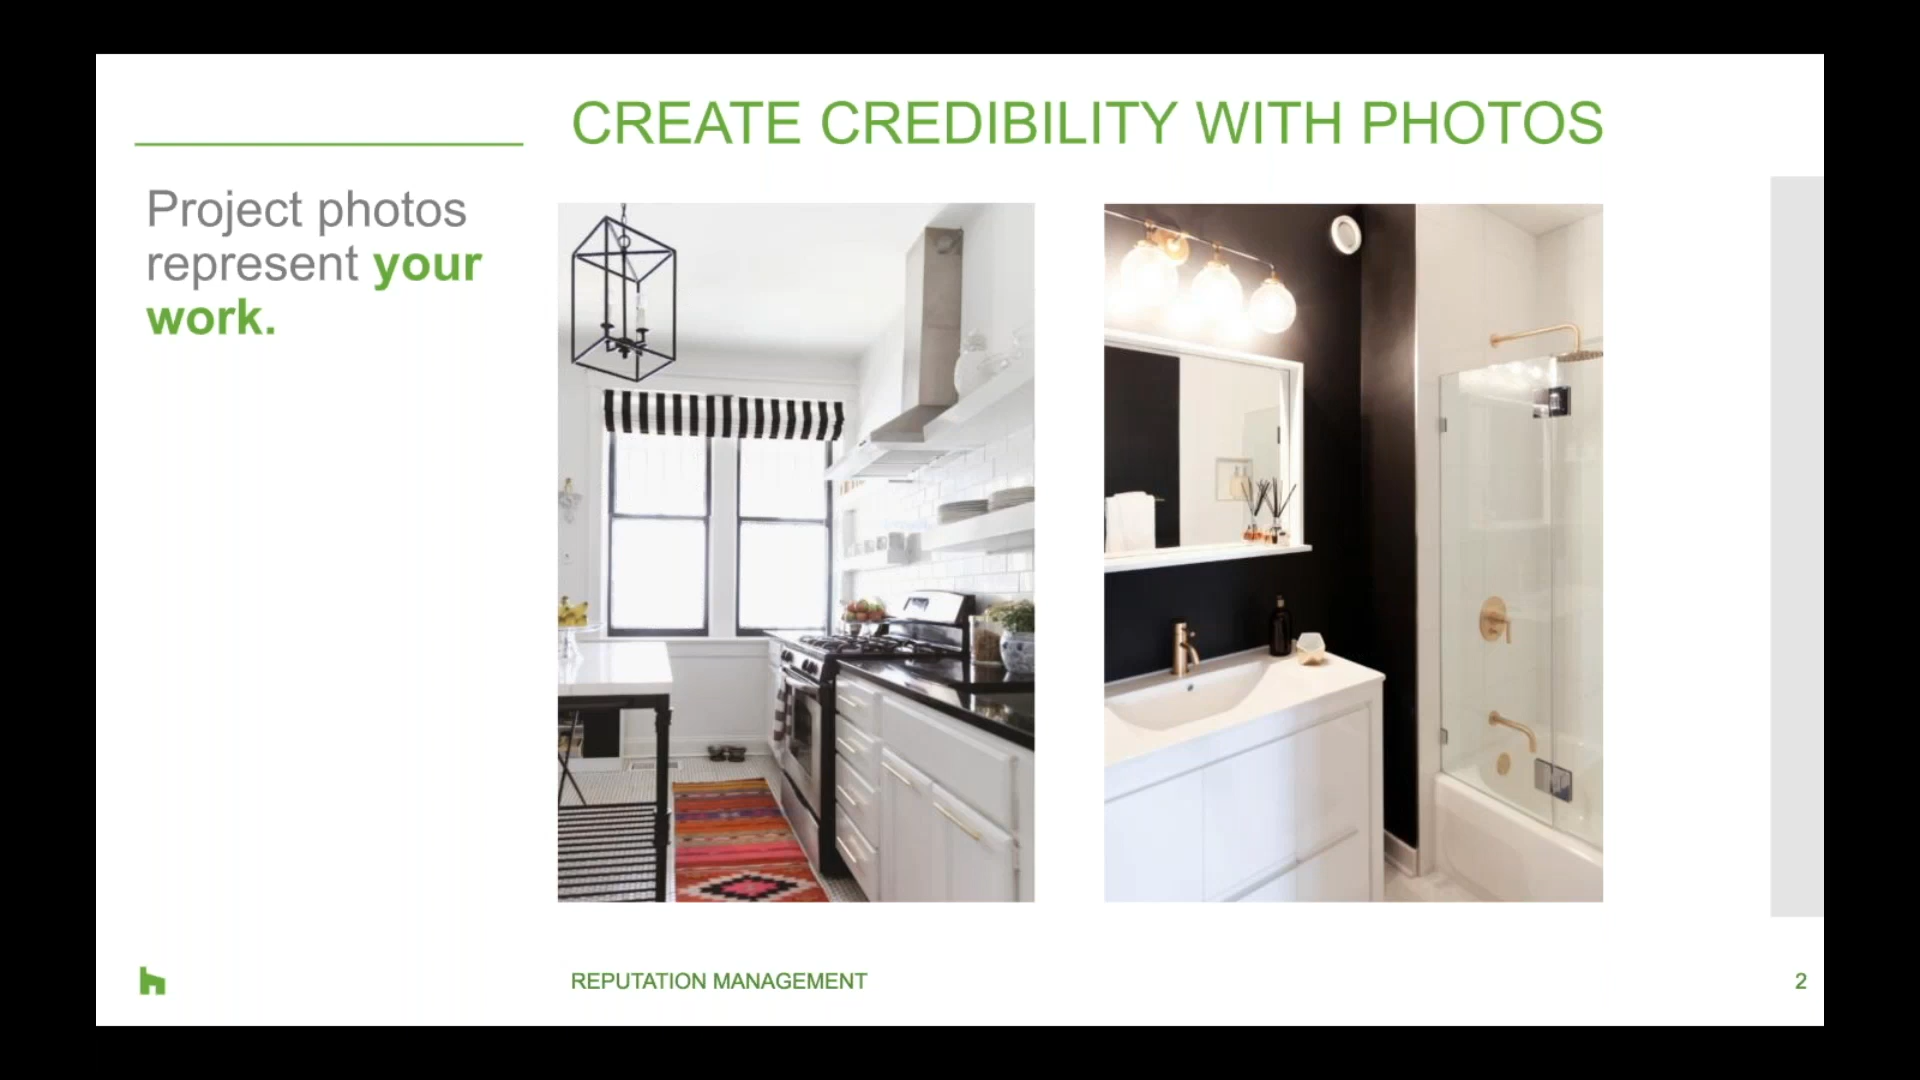 CREATE CREDIBILITY WITH PHOTOS
Project photos
represent your
work.
REPUTATION MANAGEMENT
2